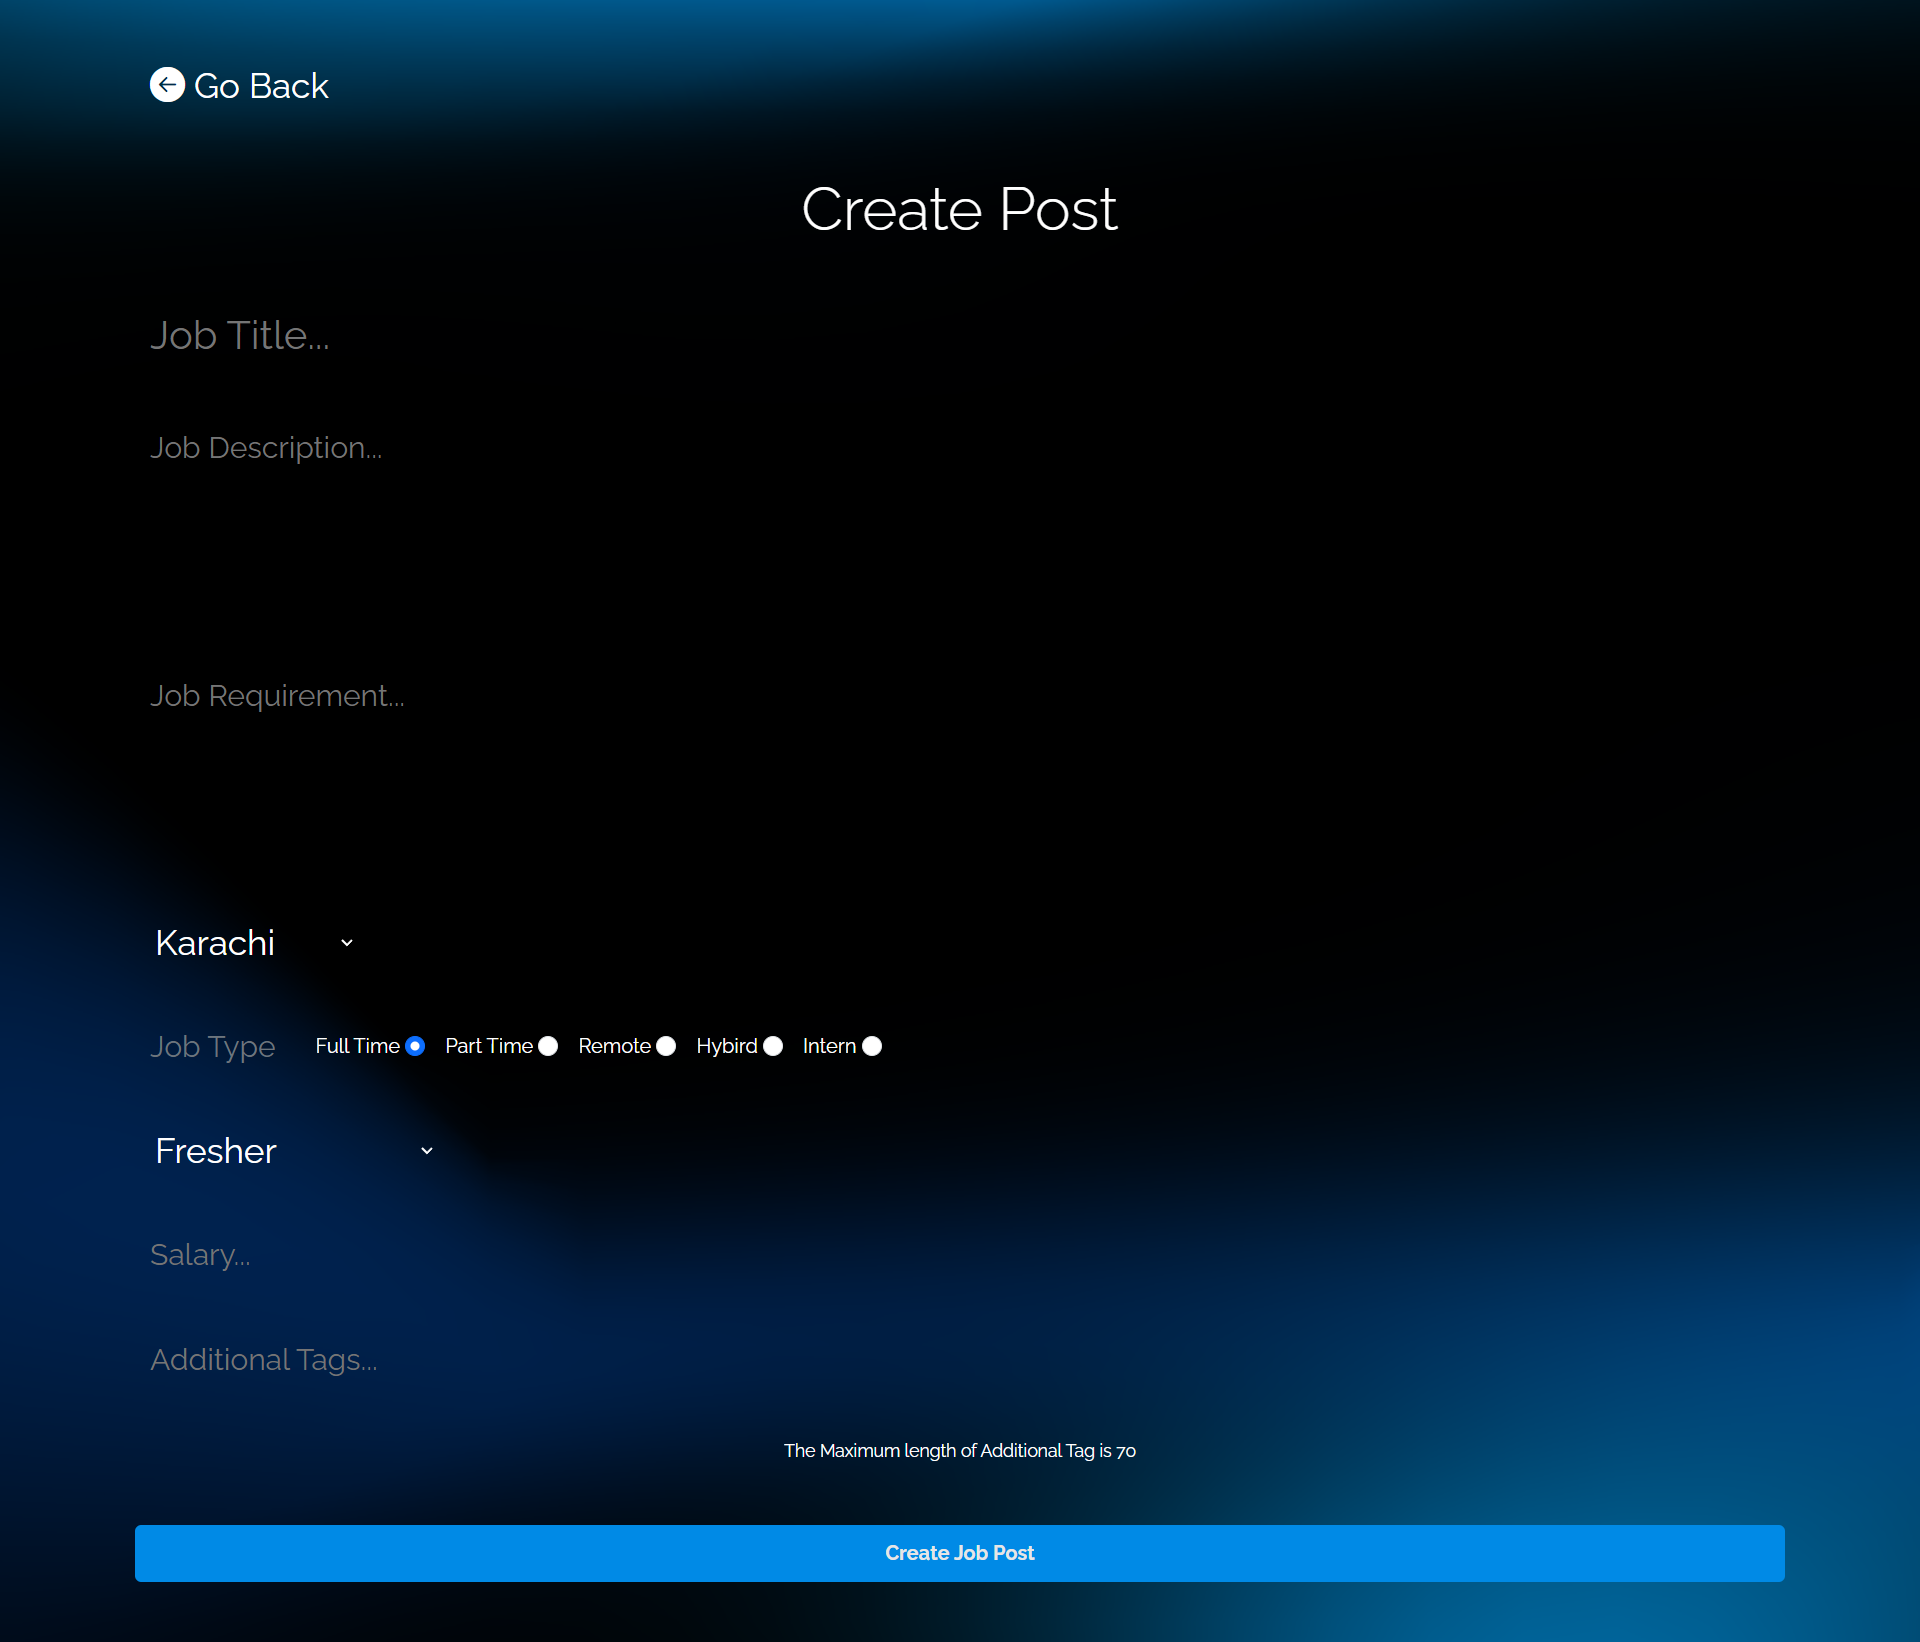 Go Back
Create Post
Job Title...
Job Description...
Job Requirement...
Karachi
Job Type Full Time Part Time Remote Hybird Intern
Fresher
Salary...
Additional Tags...
The Maximum length of Additional Tag is 70
Create Job Post